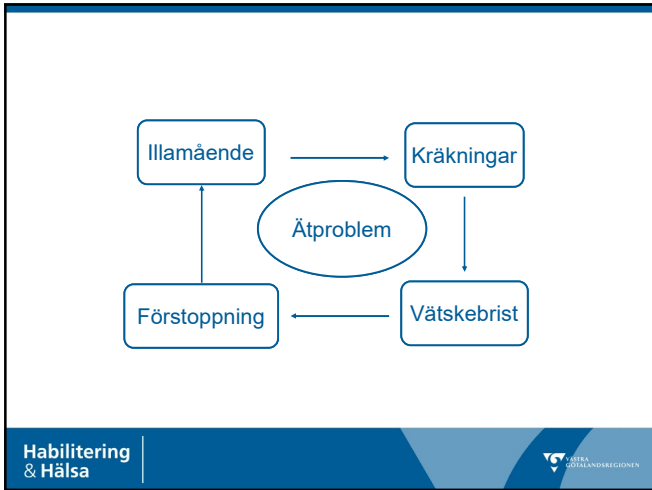 Illamående
Kräkningar
Ätproblem
Förstoppning
Vätskebrist
Habilitering
& Hälsa
VÄSTRA
GÖTALANDSREGIONEN